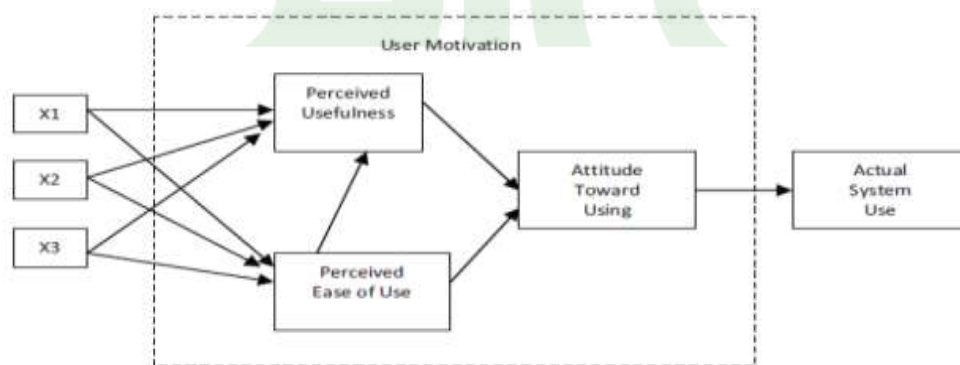 User Motivation
X1
X2
X3
Perceived
Usefulness
Perceived
Ease of Use
Attitude
Toward
Using
Actual
System
Use